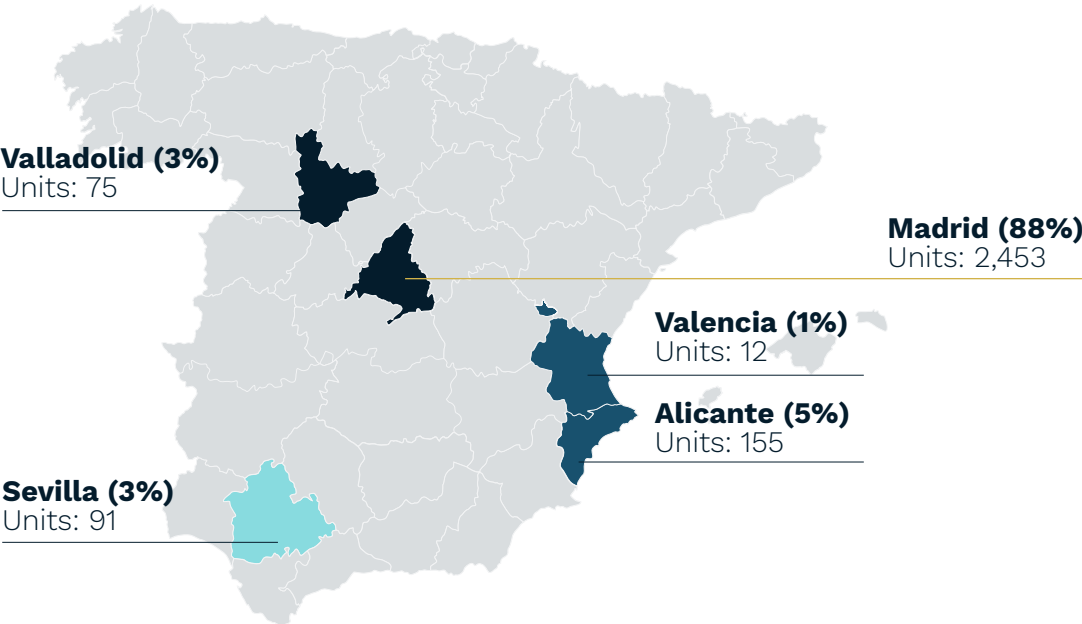 Valladolid (3%)
Units: 75
Madrid (88%)
Units: 2,453
Valencia (1%)
Units: 12
Alicante (5%)
Units: 155
Sevilla (3%)
Units: 91